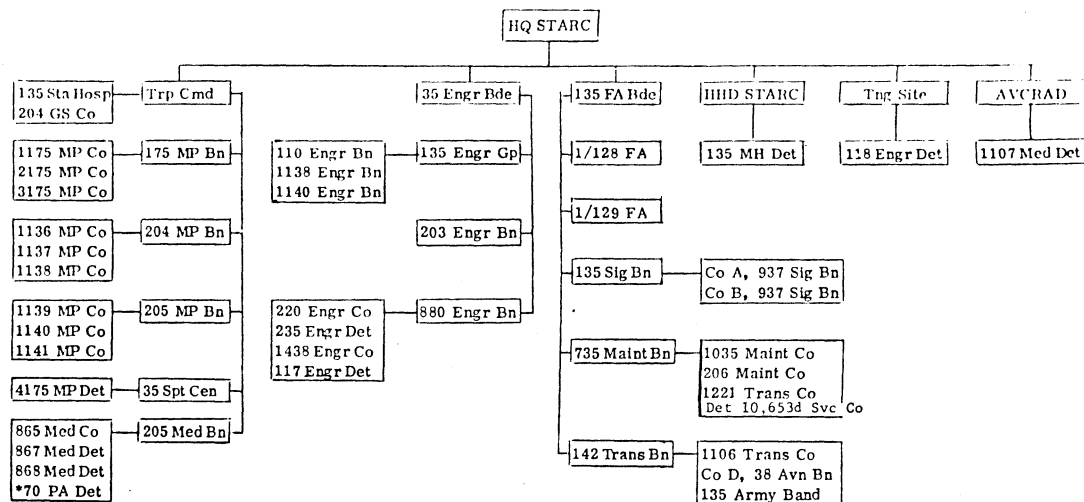 HQ STARC
135 Sta Hosp
204 GS Co
Trp Cmd
1175 MP Co
2175 MP Co
3175 MP Co
175 MP Bn
1136 MP Co
1137 MP Co
1138 MP Co
204 MP Bn
1139 MP Co
1140 MP Co
1141 MP Co
205 MP Bn
4175 MP Det
35 Spt Cen
865 Med Co
867 Med Det
868 Med Det
*70 PA Det
205 Med Bn
35 Engr Bde
110 Engr Bn
1138 Engr Bn
1140 Engr Bn
135 Engr Gp
203 Engr Bn
220 Engr Co
235 Engr Det
1438 Engr Co
117 Engr Det
880 Engr Bn
135 FA Bde
1/128 FA
1/129 FA
135 Sig Bn
Co A, 937 Sig Bn
Co B, 937 Sig Bn
735 Maint Bn
1035 Maint Co
206 Maint Co
1221 Trans Co
Det 10,653d Svc Co
142 Trans Bn
1106 Trans Co
Co D, 38 Avn Bn
135 Army Band
HHD STARC
135 MH Det
Tng Site
118 Engr Det
AVCRAD
1107 Med Det